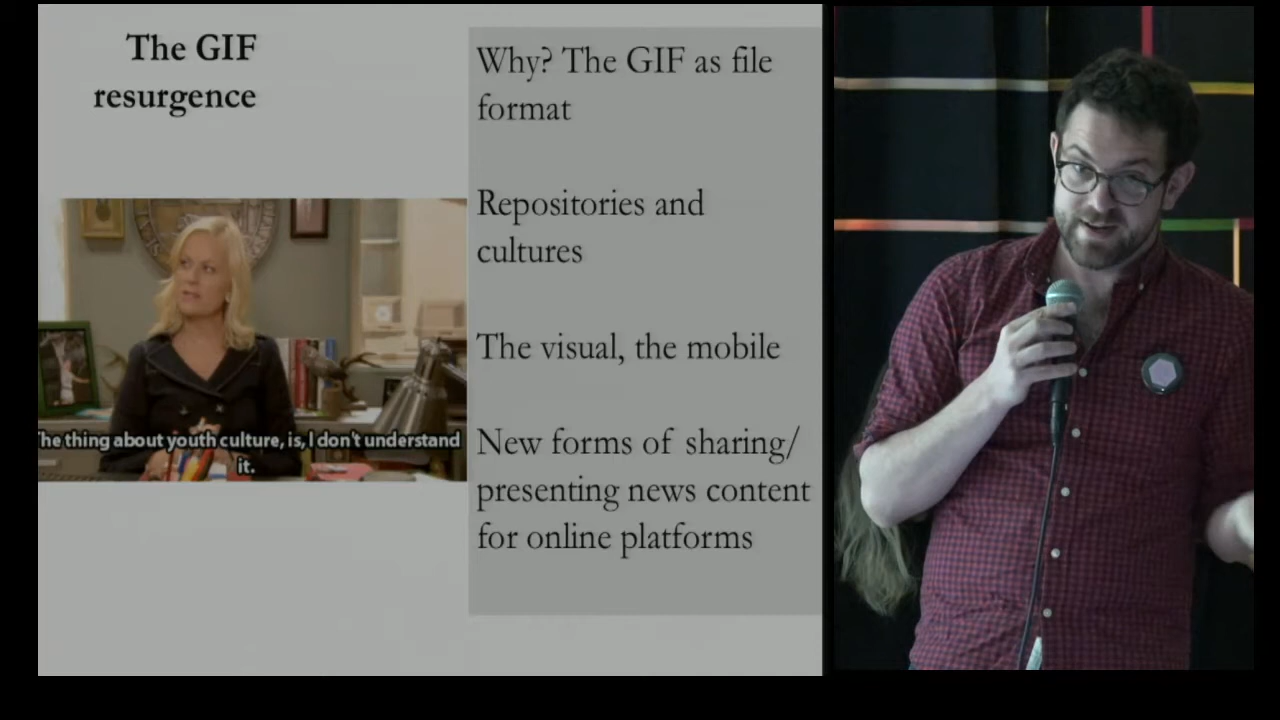 The GIF
resurgence
Why? The GIF as file
format
Repositories and
cultures
The visual, the mobile
New forms of sharing/
presenting news content
for online platforms
he thing about youth culture, is, I don't understand
it.